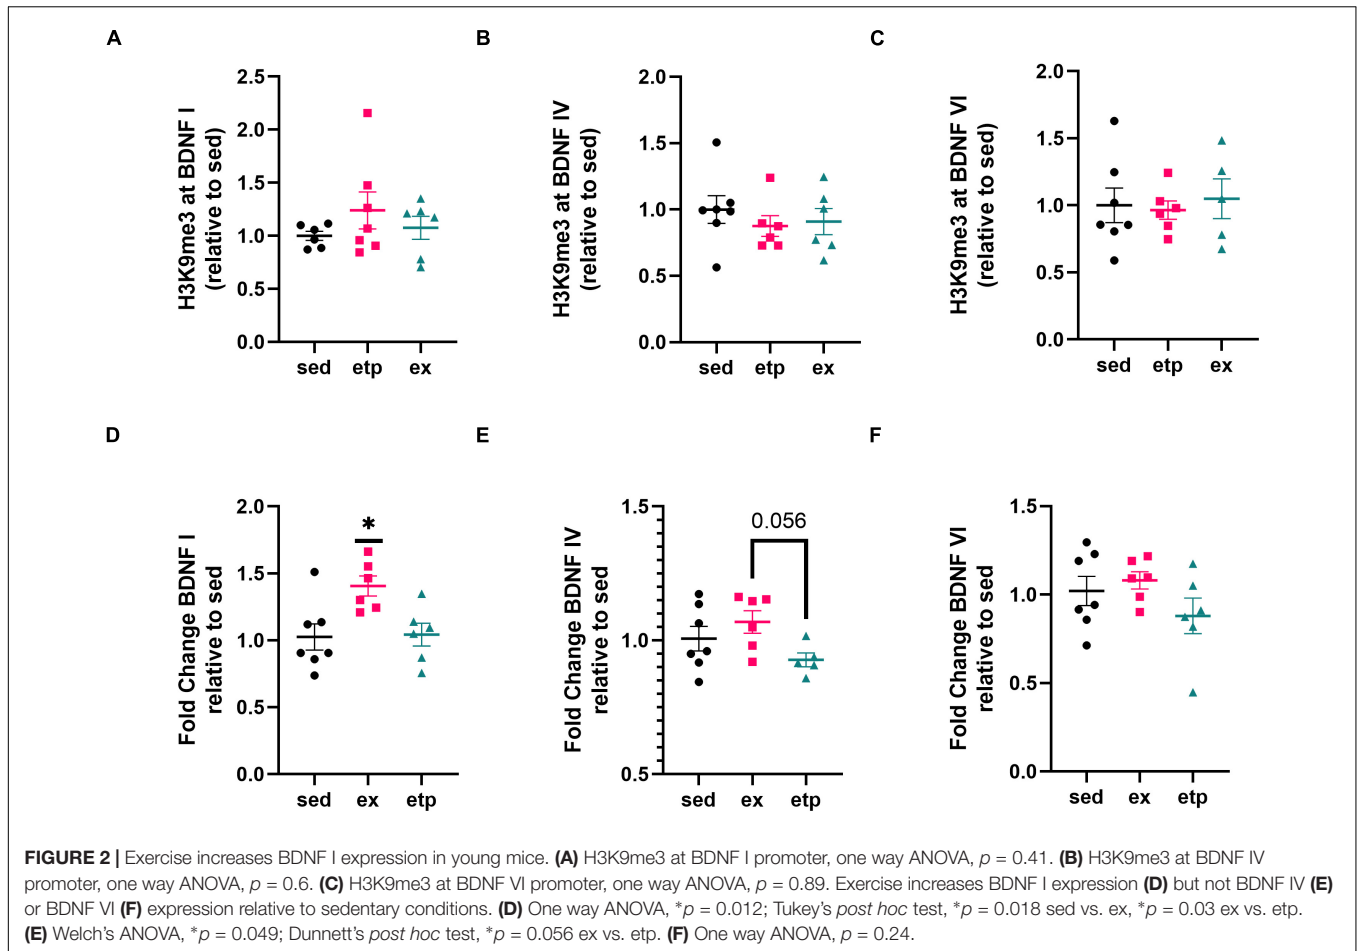 A
B
C
H3K9me3 at BDNF I
(relative to sed)
2.5
2.0
1.5
1.0
0.5
0.0
sed etp ex
H3K9me3 at BDNF IV
(relative to sed)
2.0
1.5
1.0
0.5
0.0
sed etp ex
H3K9me3 at BDNF VI
(relative to sed)
2.0
1.5
1.0
0.5
0.0
sed etp ex
D
E
F
Fold Change BDNF I
relative to sed
2.0
1.5
1.0
0.5
0.0
*
sed ex etp
Fold Change BDNF IV
relative to sed
1.5
1.0
0.5
0.056
sed ex etp
Fold Change BDNF VI
relative to sed
1.5
1.0
0.5
0.0
sed ex etp
FIGURE 2 | Exercise increases BDNF I expression in young mice. (A) H3K9me3 at BDNF I promoter, one way ANOVA, p = 0.41. (B) H3K9me3 at BDNF IV
promoter, one way ANOVA, p = 0.6. (C) H3K9me3 at BDNF VI promoter, one way ANOVA, p = 0.89. Exercise increases BDNF I expression (D) but not BDNF IV (E)
or BDNF VI (F) expression relative to sedentary conditions. (D) One way ANOVA, *p = 0.012; Tukey's post hoc test, *p = 0.018 sed vs. ex, *p = 0.03 ex vs. etp.
(E) Welch's ANOVA, *p = 0.049; Dunnett's post hoc test, *p = 0.056 ex vs. etp. (F) One way ANOVA, p = 0.24.